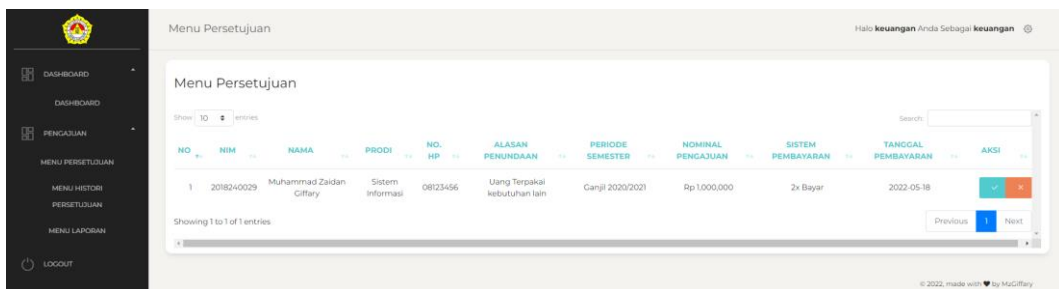 Menu Persetujuan
Halo keuangan Anda Sebagai keuangan
DASHBOARD
DASHBOARD
PENGAJUAN
MENU PERSETUJUAN
MENU HISTORI
PERSETUJUAN
MENU LAPORAN
LOGOUT
Menu Persetujuan
Show 10 entries
Search:
NO NIM NAMA PRODI NO. HP ALASAN PENUNDAAN PERIODE SEMESTER NOMINAL PENGAJUAN SISTEM PEMBAYARAN TANGGAL PEMBAYARAN AKSI
1 2018240029 Muhammad Zaidan Giffary Sistem Informasi 08123456 Uang Terpakai kebutuhan lain Ganjil 2020/2021 Rp 1,000,000 2x Bayar 2022-05-18
Showing 1 to 1 of 1 entries
Previous 1 Next
© 2022, made with ♥ by MzGiffary